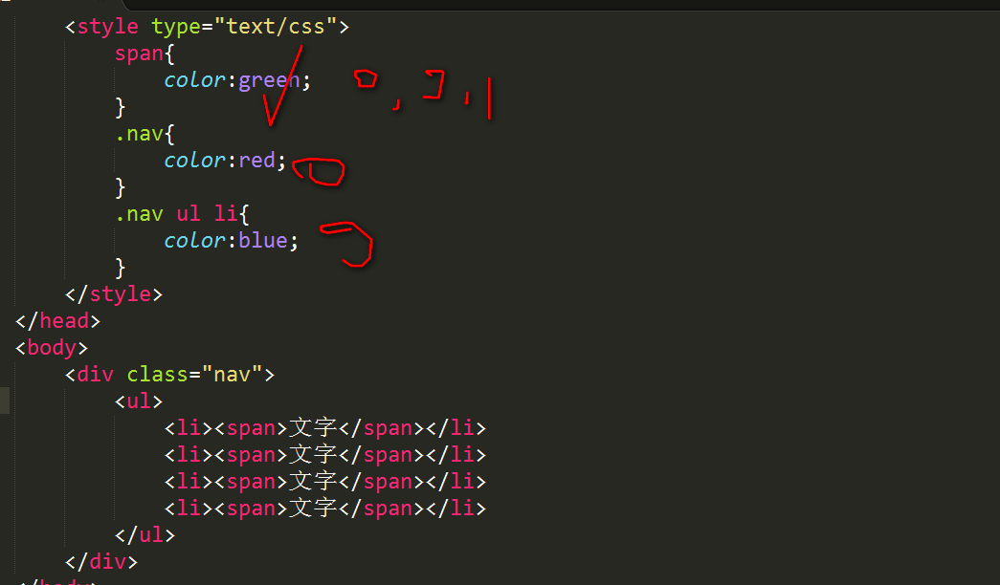 <style type="text/css">
span{
color:green;
}
.nav{
color:red;
}
.nav ul li{
color:blue;
}
</style>
</head>
<body>
<div class="nav">
<ul>
<li><span>文字</span></li>
<li><span>文字</span></li>
<li><span>文字</span></li>
<li><span>文字</span></li>
</ul>
</div>
</body>